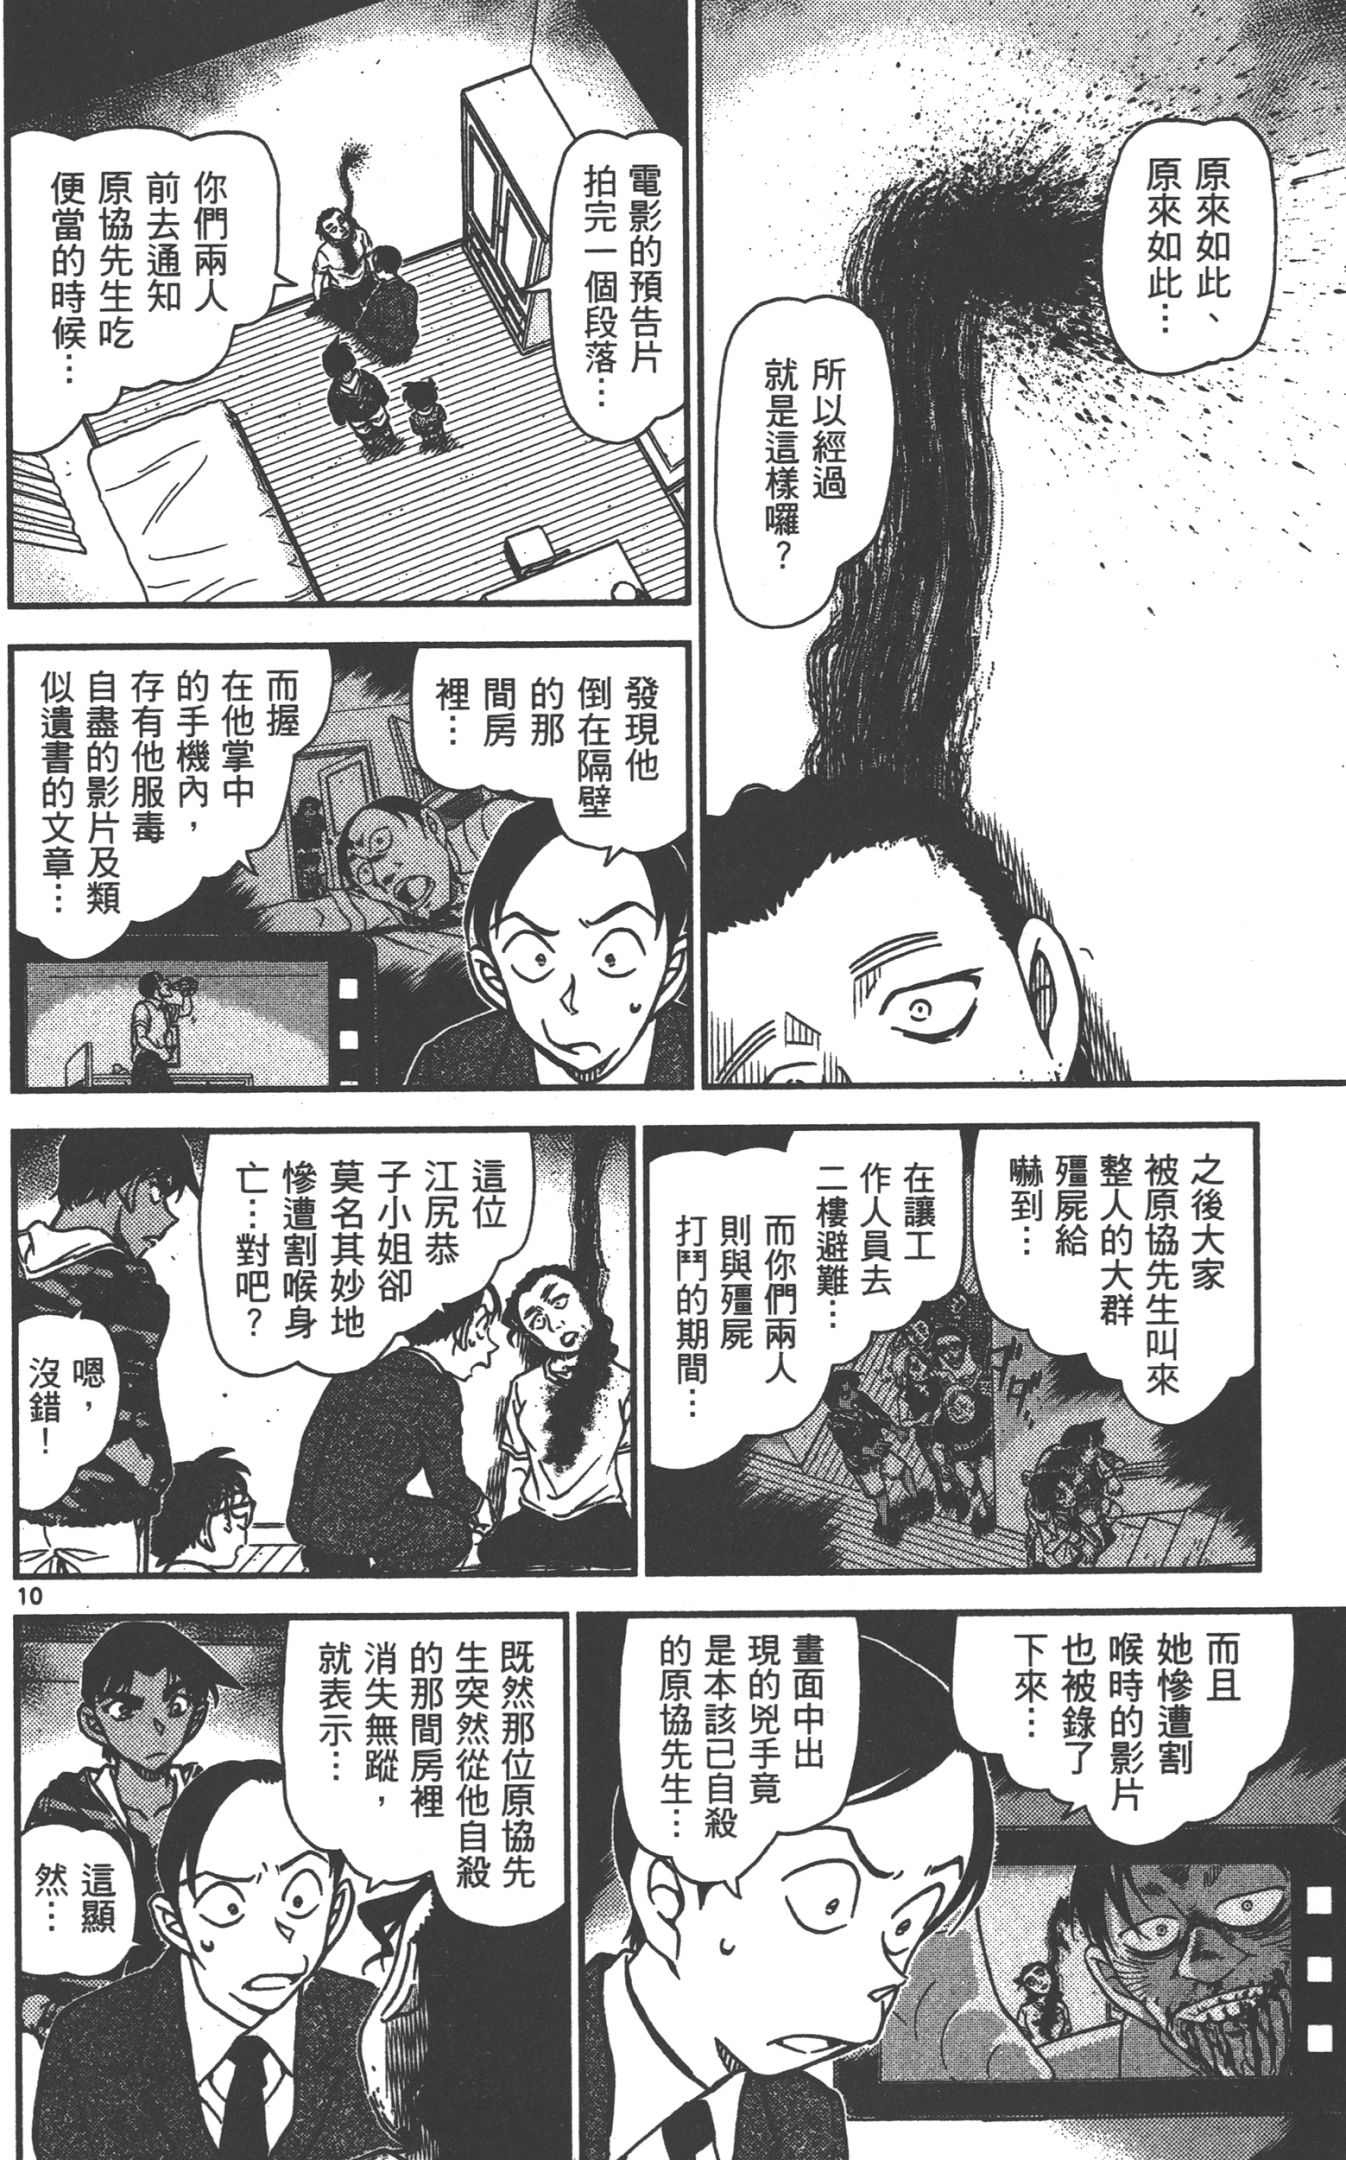 原來如此、
原來如此…
所以經過
就是這樣囉？
電影的預告片
拍完一個段落…
你們兩人
前去通知
原協先生吃
便當的時候…
發現他
倒在隔壁
的那
間房
裡…
而握
在他掌中
的手機內，
存有他服毒
自盡的影片及類
似遺書的文章…
之後大家
被原協先生叫來
整人的大群
殭屍給
嚇到…
在讓工
作人員去
二樓避難…
而你們兩人
則與殭屍
打鬥的期間…
這位
江尻恭
子小姐卻
莫名其妙地
慘遭割喉身
亡…對吧？
嗯，
沒錯！
而且
她慘遭割
喉時的影片
也被錄了
下來…
畫面中出
現的兇手竟
是本該已自殺
的原協先生…
既然那位原協先
生突然從他自殺
的那間房裡
消失無蹤，
就表示…
這顯
然…
10